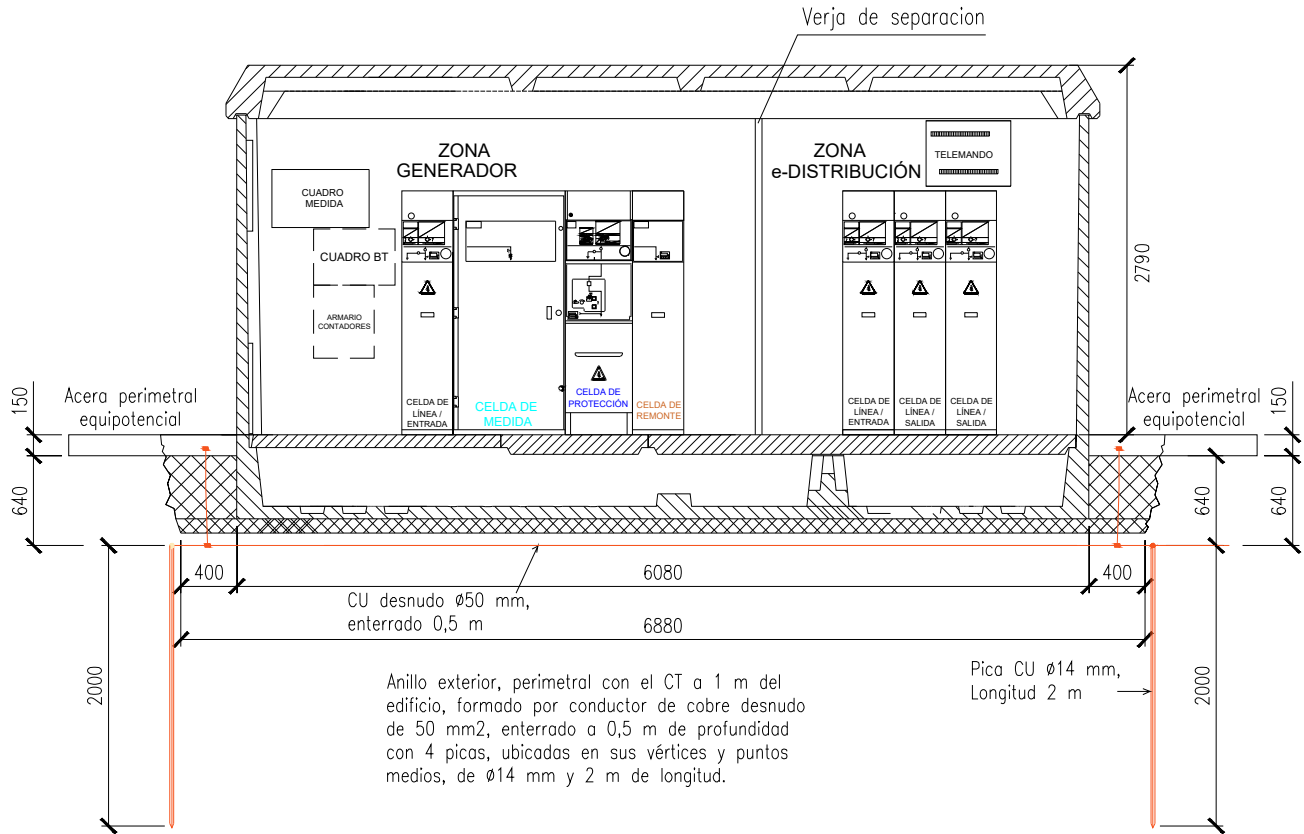 Verja de separacion
ZONA
GENERADOR
ZONA
e-DISTRIBUCIÓN
TELEMANDO
CUADRO
MEDIDA
CUADRO BT
ARMARIO
CONTADORES
2790
CELDA DE
LÍNEA /
ENTRADA
CELDA DE
MEDIDA
CELDA DE
PROTECCIÓN
CELDA DE
REMONTE
CELDA DE
LÍNEA /
ENTRADA
CELDA DE
LÍNEA /
SALIDA
CELDA DE
LÍNEA /
SALIDA
150
Acera perimetral
equipotencial
Acera perimetral
equipotencial
150
640
640
640
400
6080
400
CU desnudo ø50 mm,
enterrado 0,5 m
6880
2000
Anillo exterior, perimetral con el CT a 1 m del
edificio, formado por conductor de cobre desnudo
de 50 mm2, enterrado a 0,5 m de profundidad
con 4 picas, ubicadas en sus vértices y puntos
medios, de ø14 mm y 2 m de longitud.
Pica CU ø14 mm,
Longitud 2 m
2000